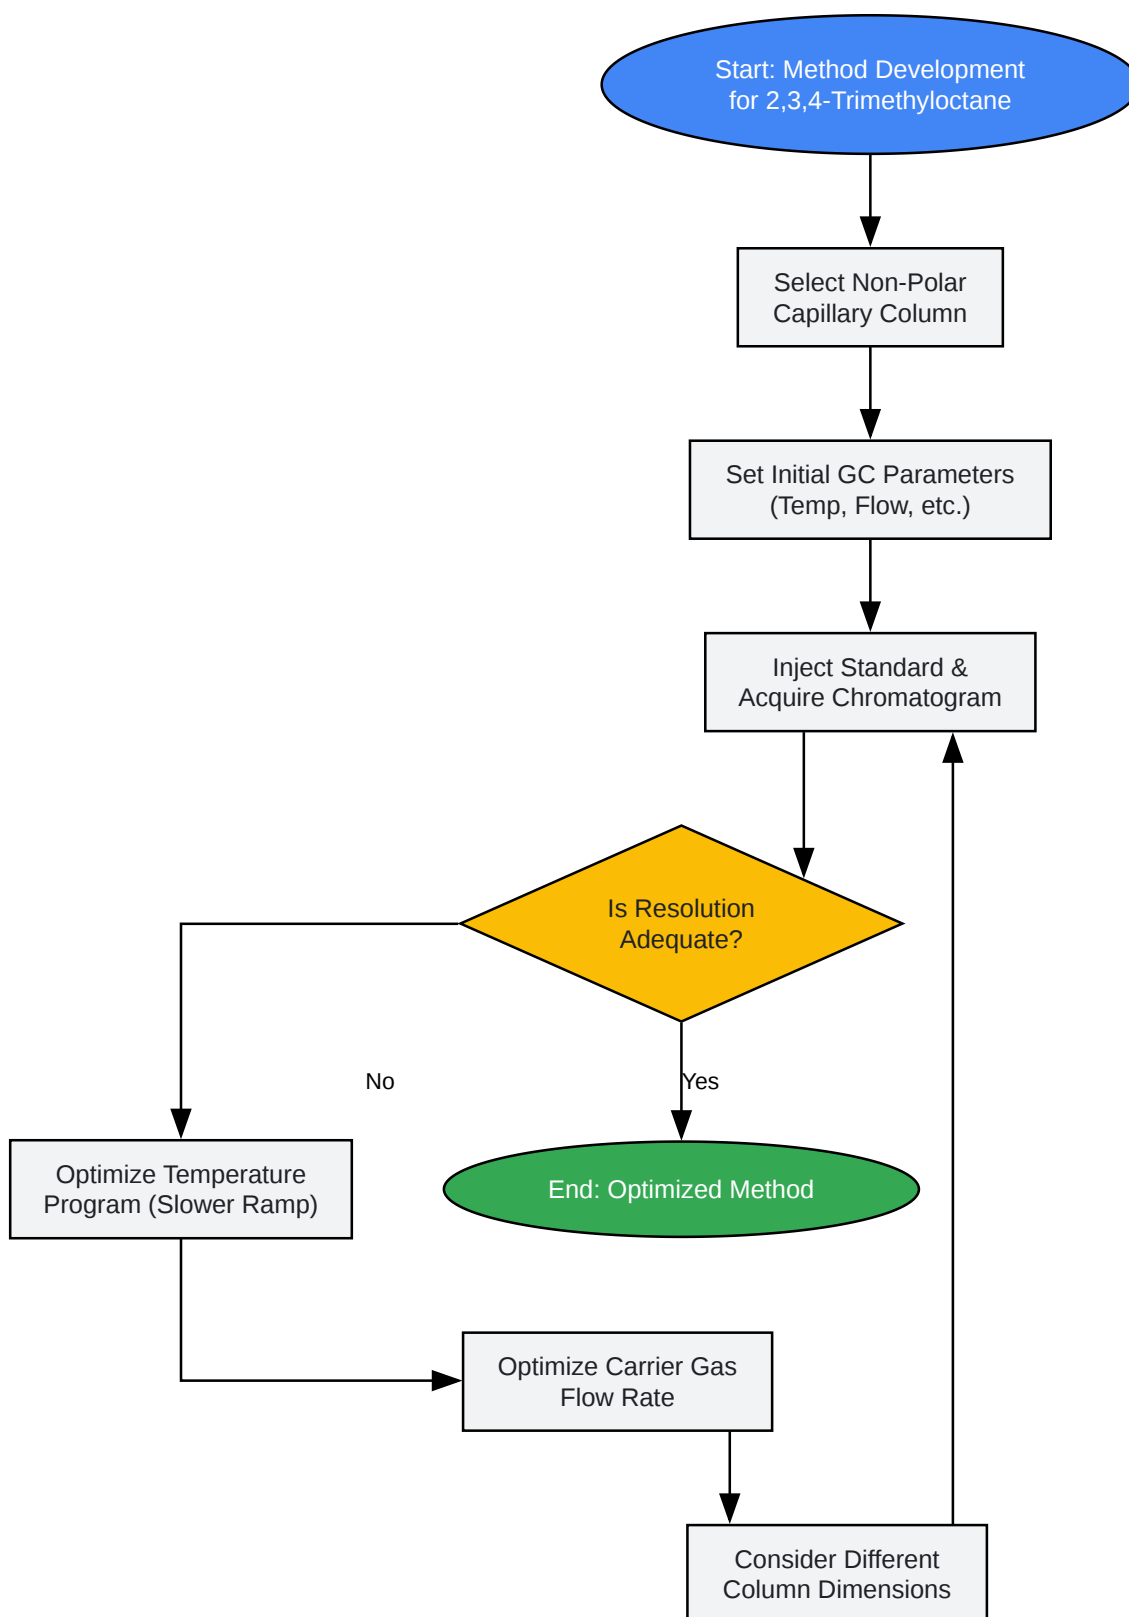 Start: Method Development
for 2,3,4-Trimethyloctane
Select Non-Polar
Capillary Column
Set Initial GC Parameters
(Temp, Flow, etc.)
Inject Standard &
Acquire Chromatogram
Is Resolution
Adequate?
No
Yes
Optimize Temperature
Program (Slower Ramp)
End: Optimized Method
Optimize Carrier Gas
Flow Rate
Consider Different
Column Dimensions